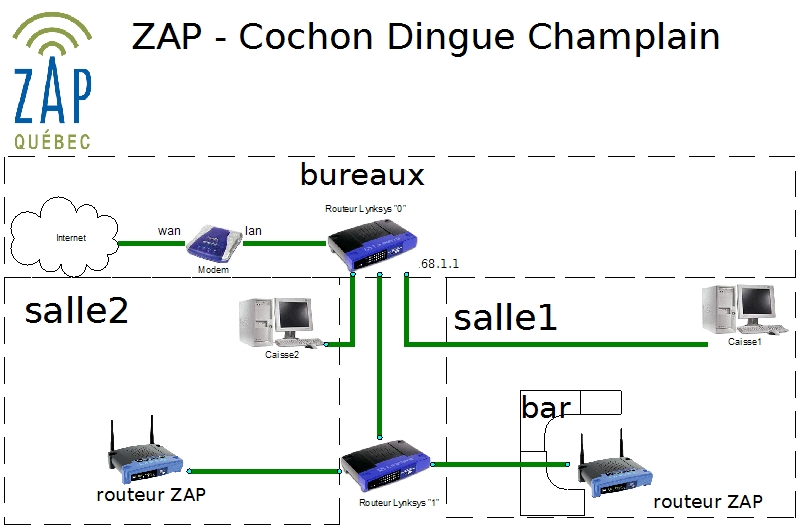 ZAP - Cochon Dingue Champlain
ZAP
QUÉBEC
bureaux
Routeur Lynksys "0"
Internet
wan
lan
Modem
.68.1.1
salle2
Caisse2
salle1
Caisse1
bar
routeur ZAP
Routeur Lynksys "1"
routeur ZAP